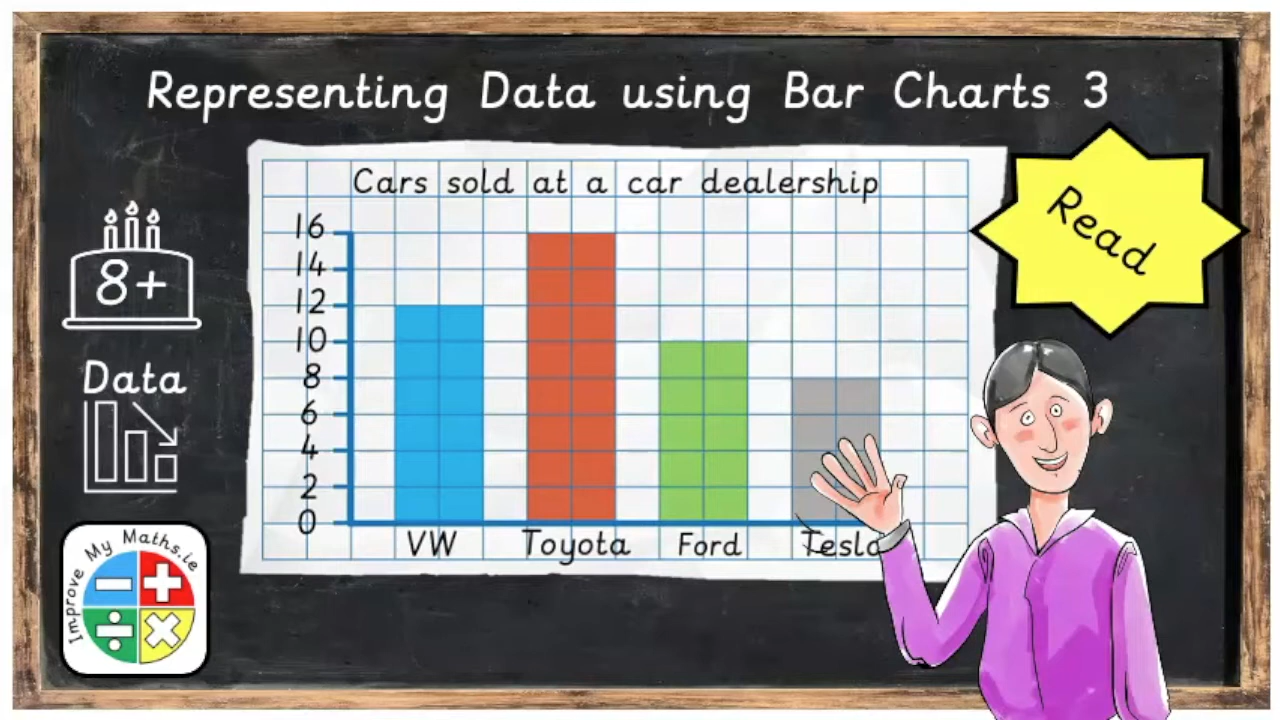 Representing Data using Bar Charts 3
Cars sold at a car dealership
Read
16
14
12
10
8
6
4
2
0
VW Toyota Ford Tesla
8+
Data
Improve My Maths.ie